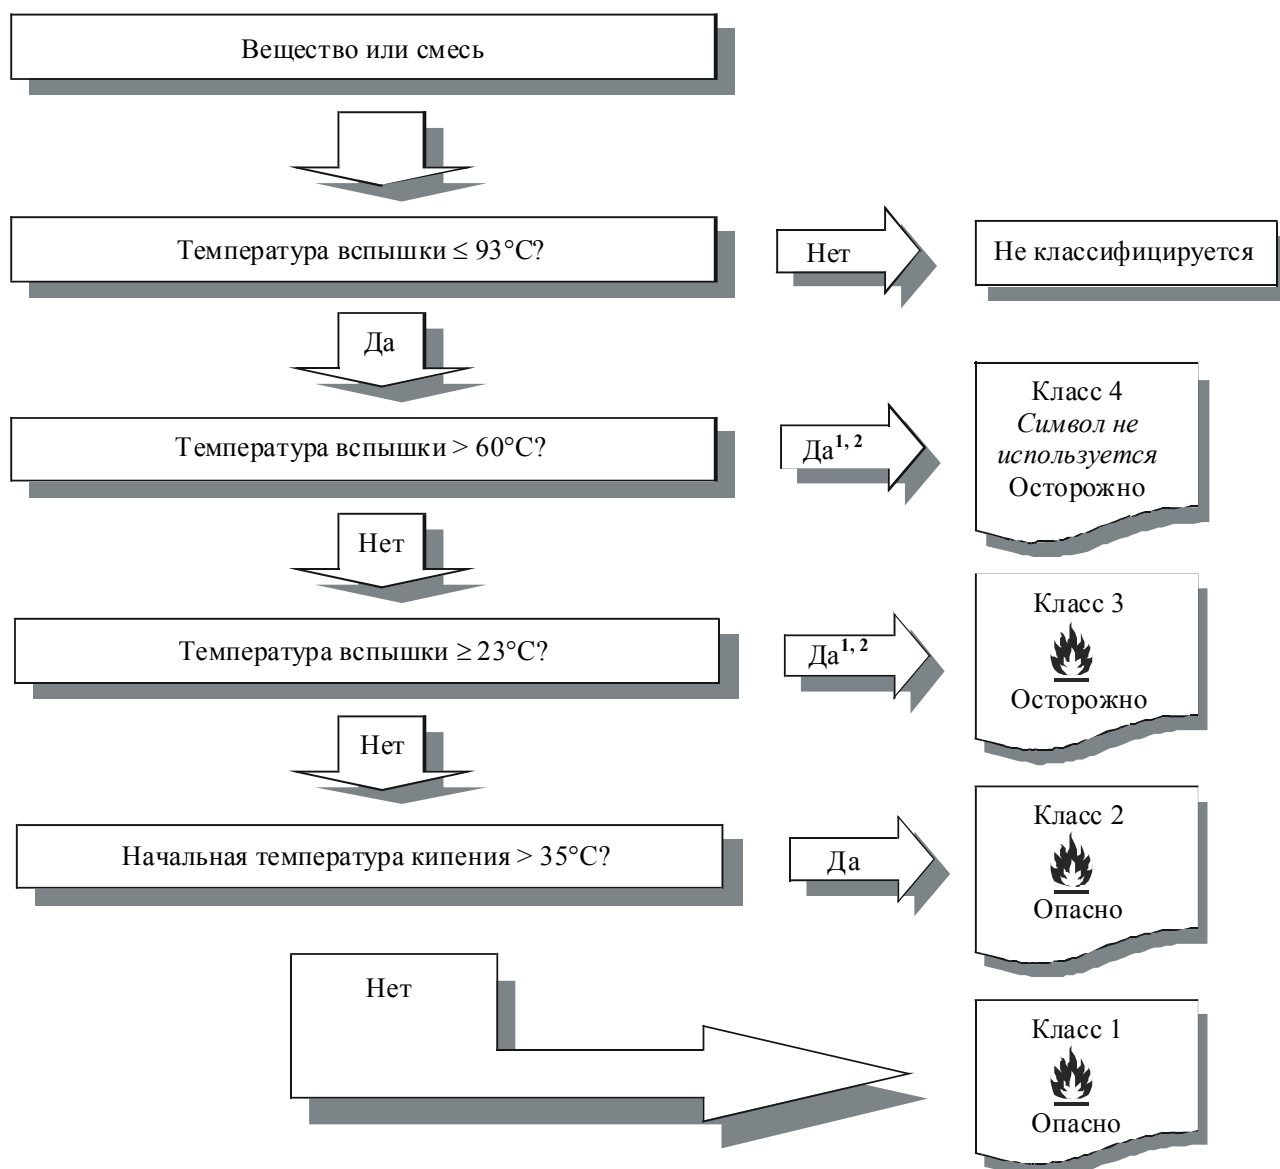 Вещество или смесь
Температура вспышки ≤ 93°C?
Нет
Не классифицируется
Да
Температура вспышки > 60°C?
Да1, 2
Класс 4
Символ не
используется
Осторожно
Нет
Температура вспышки ≥ 23°C?
Да1, 2
Класс 3
Осторожно
Нет
Начальная температура кипения > 35°C?
Да
Класс 2
Опасно
Нет
Класс 1
Опасно